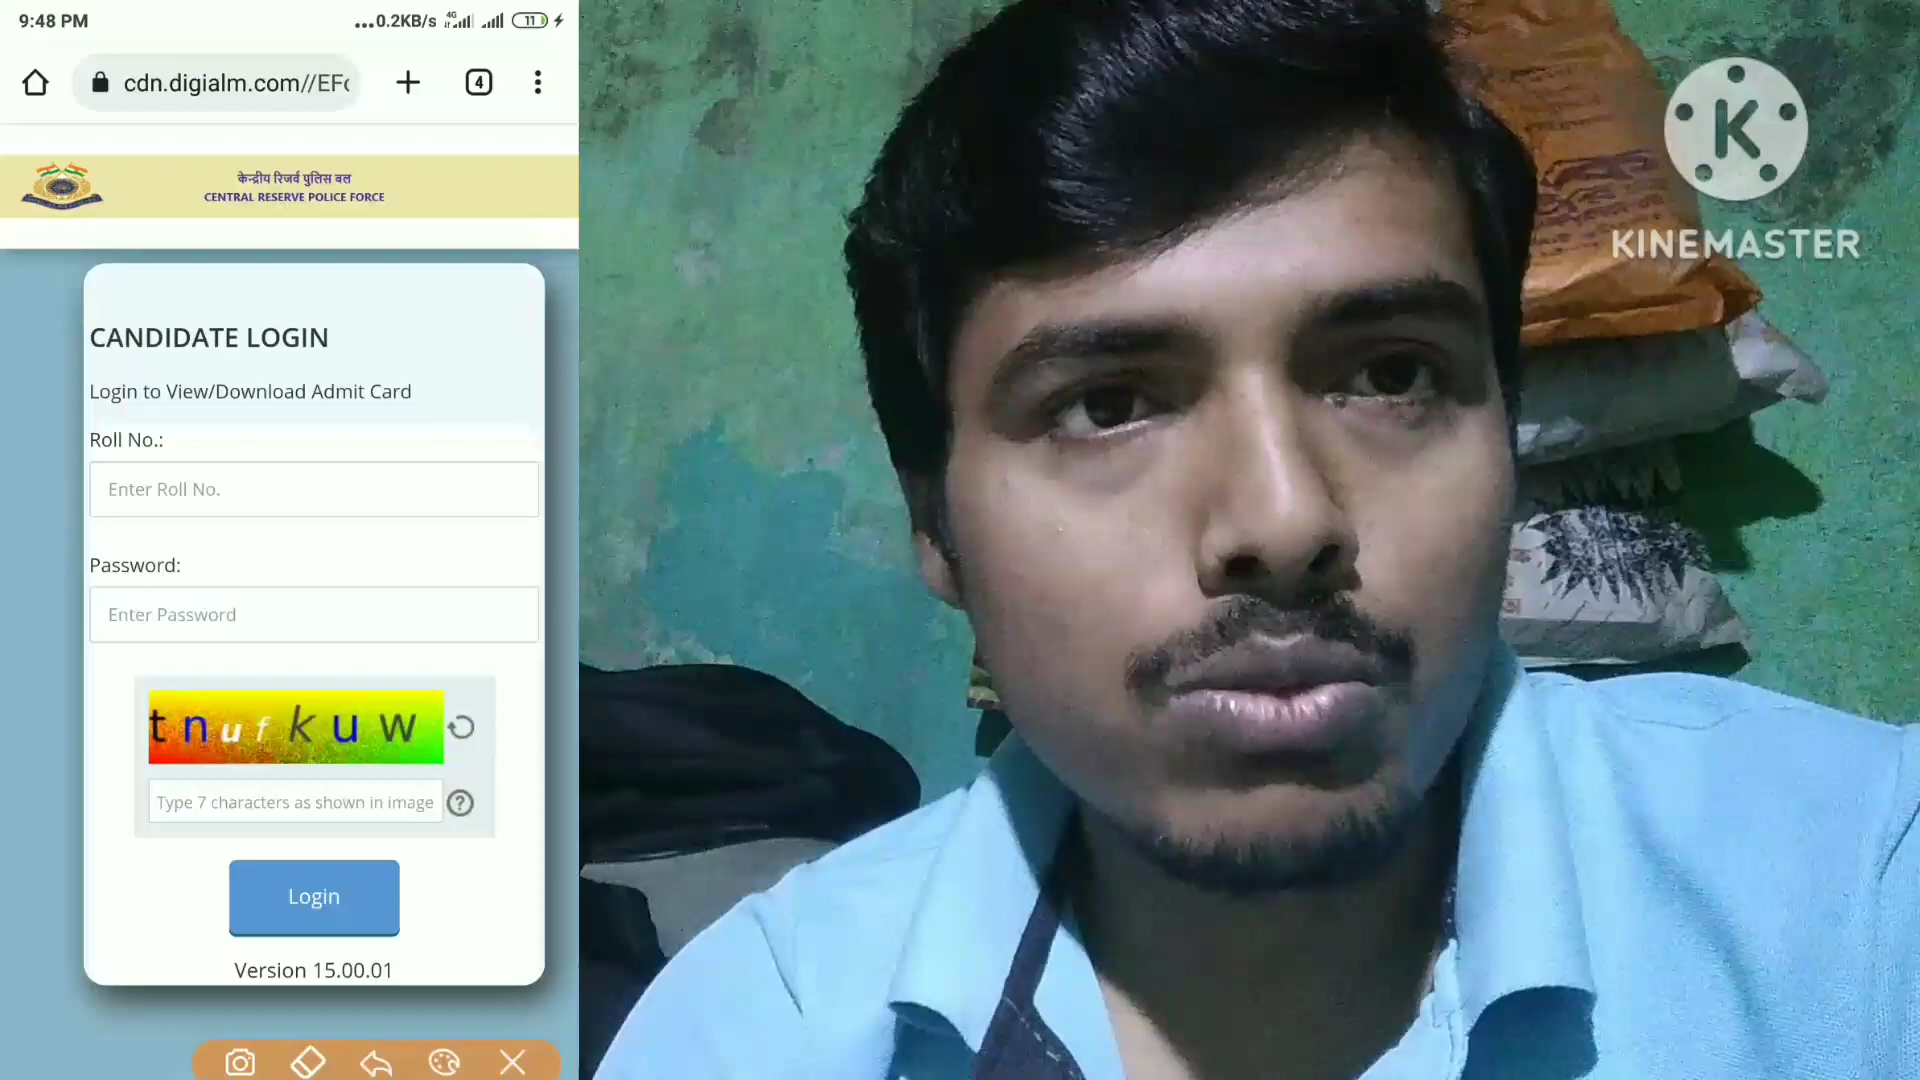 9:48 PM
...0.2KB/s 4G 11
cdn.digialm.com//EF
4
केन्द्रीय रिजर्व पुलिस बल
CENTRAL RESERVE POLICE FORCE
CANDIDATE LOGIN
Login to View/Download Admit Card
Roll No.:
Enter Roll No.
Password:
Enter Password
tnufkuw
Type 7 characters as shown in image
?
Login
Version 15.00.01
K
KINEMASTER